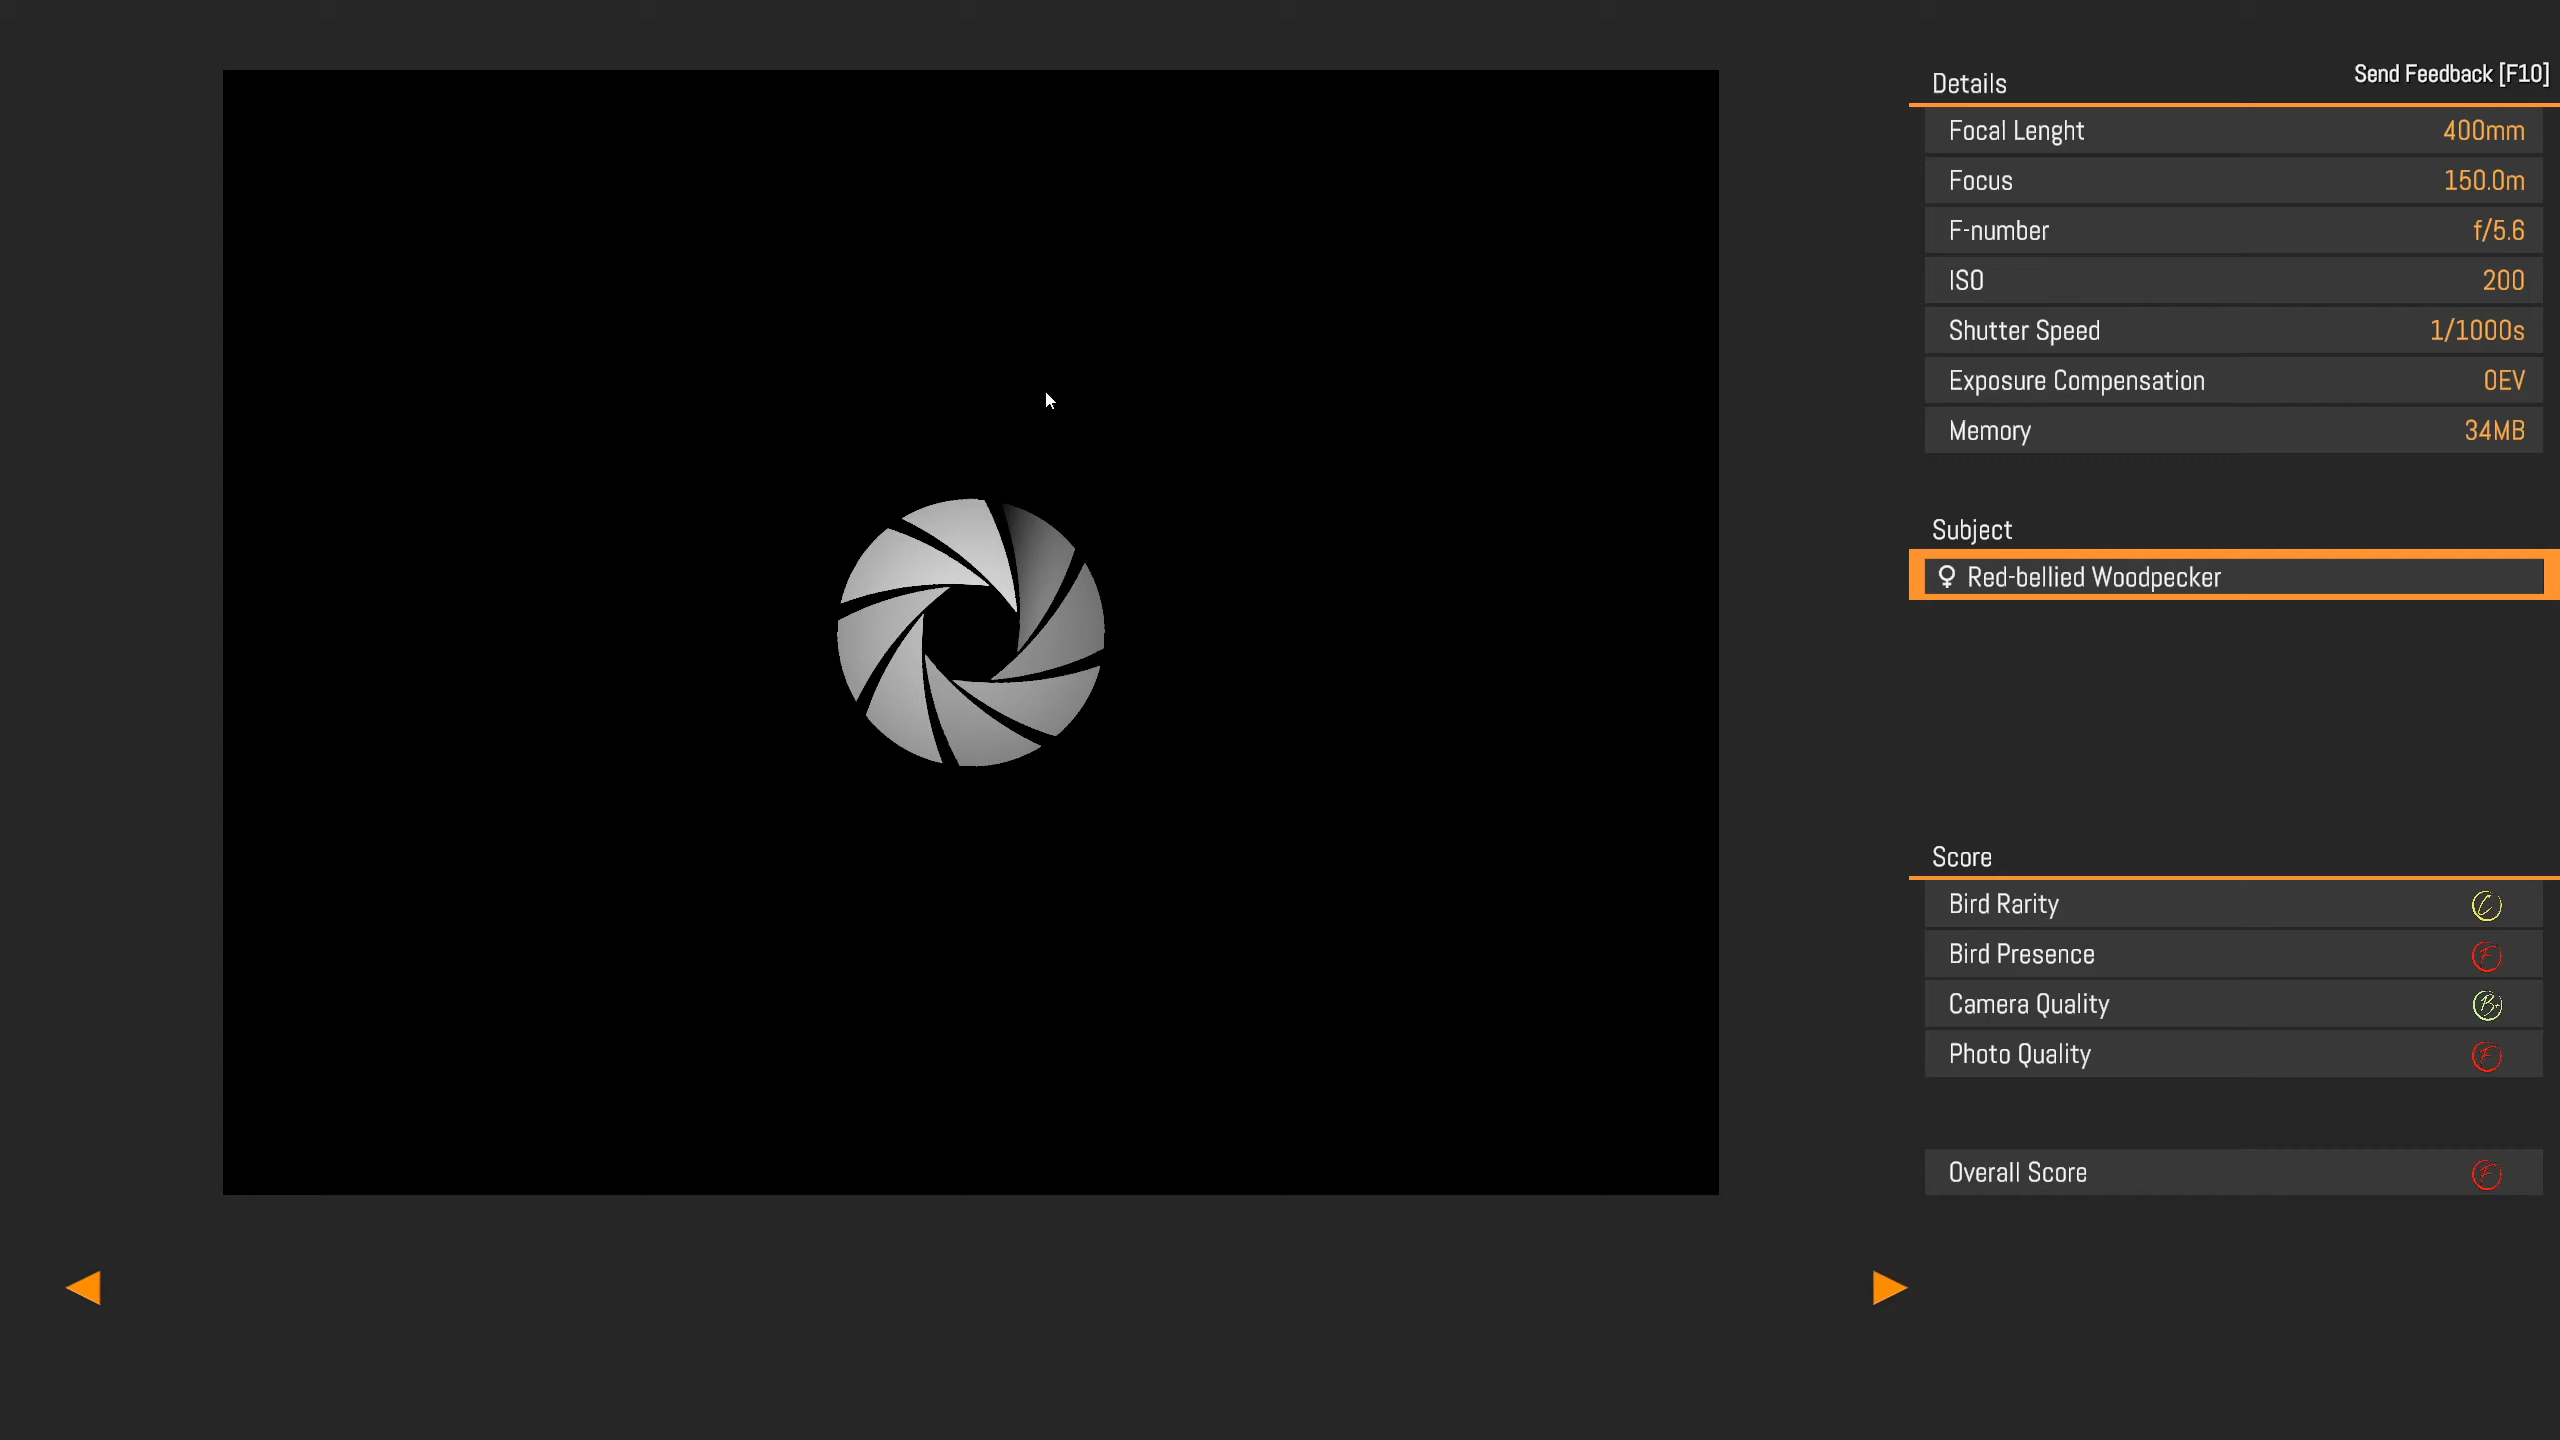 Send Feedback [F10]
Details
Focal Lenght 400mm
Focus 150.0m
F-number f/5.6
ISO 200
Shutter Speed 1/1000s
Exposure Compensation 0EV
Memory 34MB
Subject
♀ Red-bellied Woodpecker
Score
Bird Rarity C
Bird Presence F
Camera Quality B+
Photo Quality F
Overall Score F